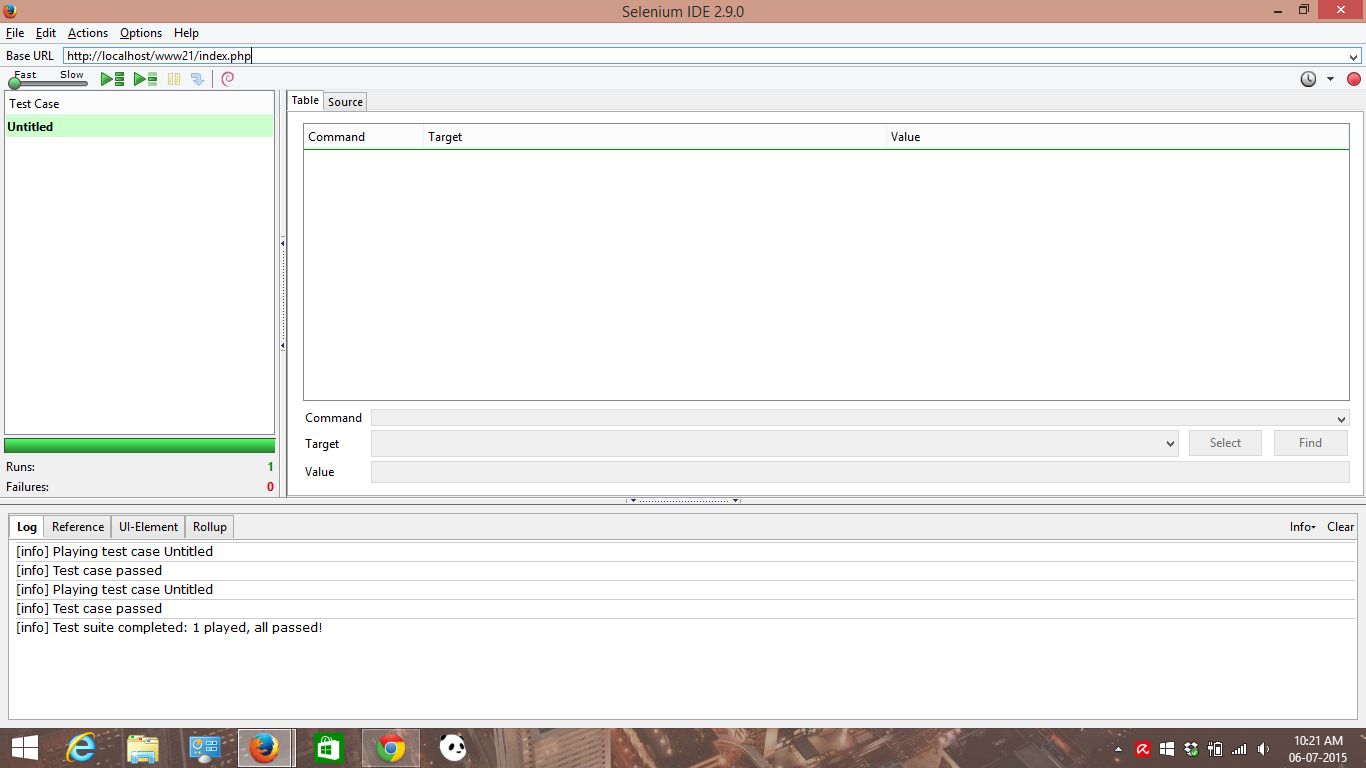 Selenium IDE 2.9.0
File Edit Actions Options Help
Base URL http://localhost/www21/index.php
Fast Slow
Test Case
Untitled
Table Source
Command Target Value
Command
Target Select Find
Value
Runs: 1
Failures: 0
Log Reference UI-Element Rollup Info Clear
[info] Playing test case Untitled
[info] Test case passed
[info] Playing test case Untitled
[info] Test case passed
[info] Test suite completed: 1 played, all passed!
10:21 AM
06-07-2015